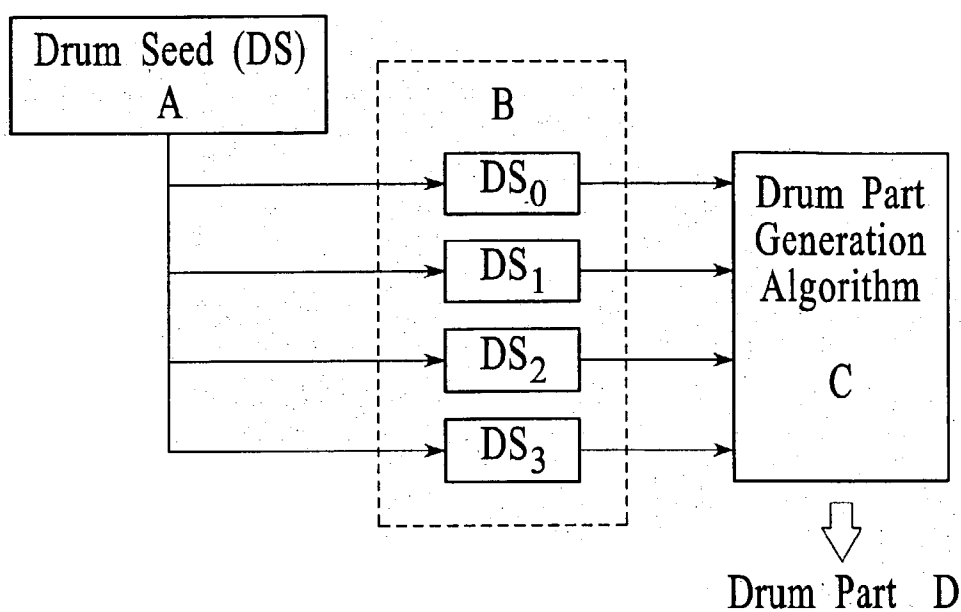 Drum Seed (DS)
A
B
DS0
DS1
DS2
DS3
Drum Part
Generation
Algorithm
C
Drum Part D